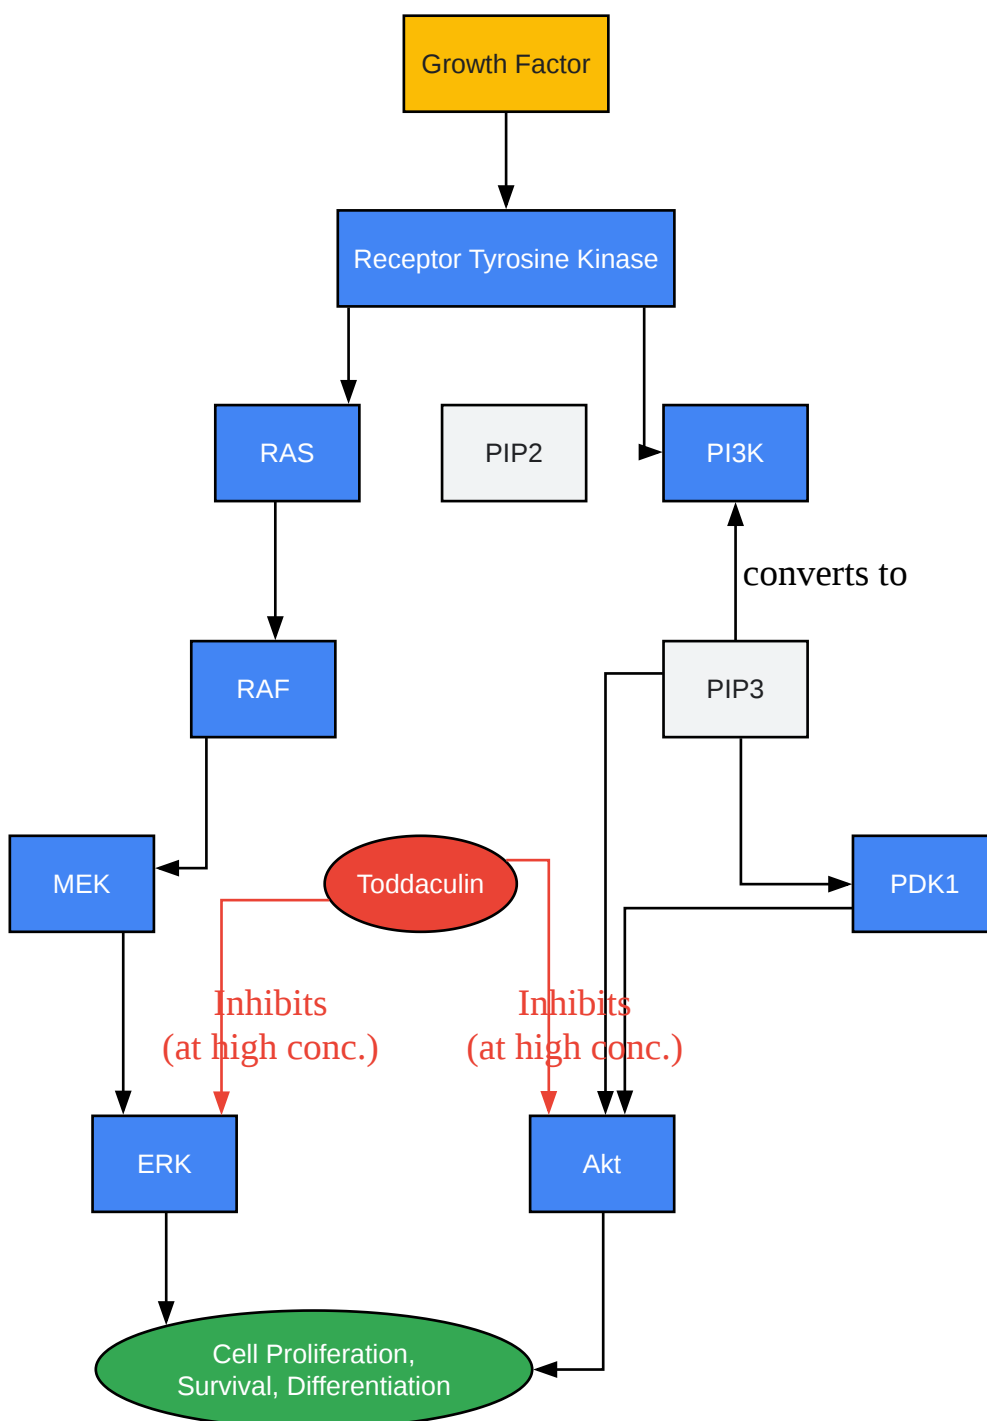 Growth Factor
Receptor Tyrosine Kinase
RAS
PIP2
PI3K
converts to
RAF
PIP3
MEK
Toddaculin
PDK1
Inhibits
(at high conc.)
Inhibits
(at high conc.)
ERK
Akt
Cell Proliferation,
Survival, Differentiation